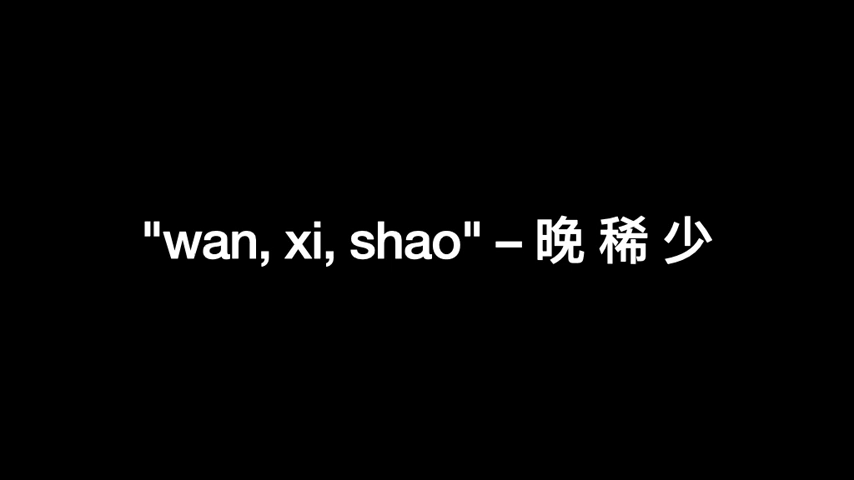 "wan, xi, shao" – 晚 稀 少